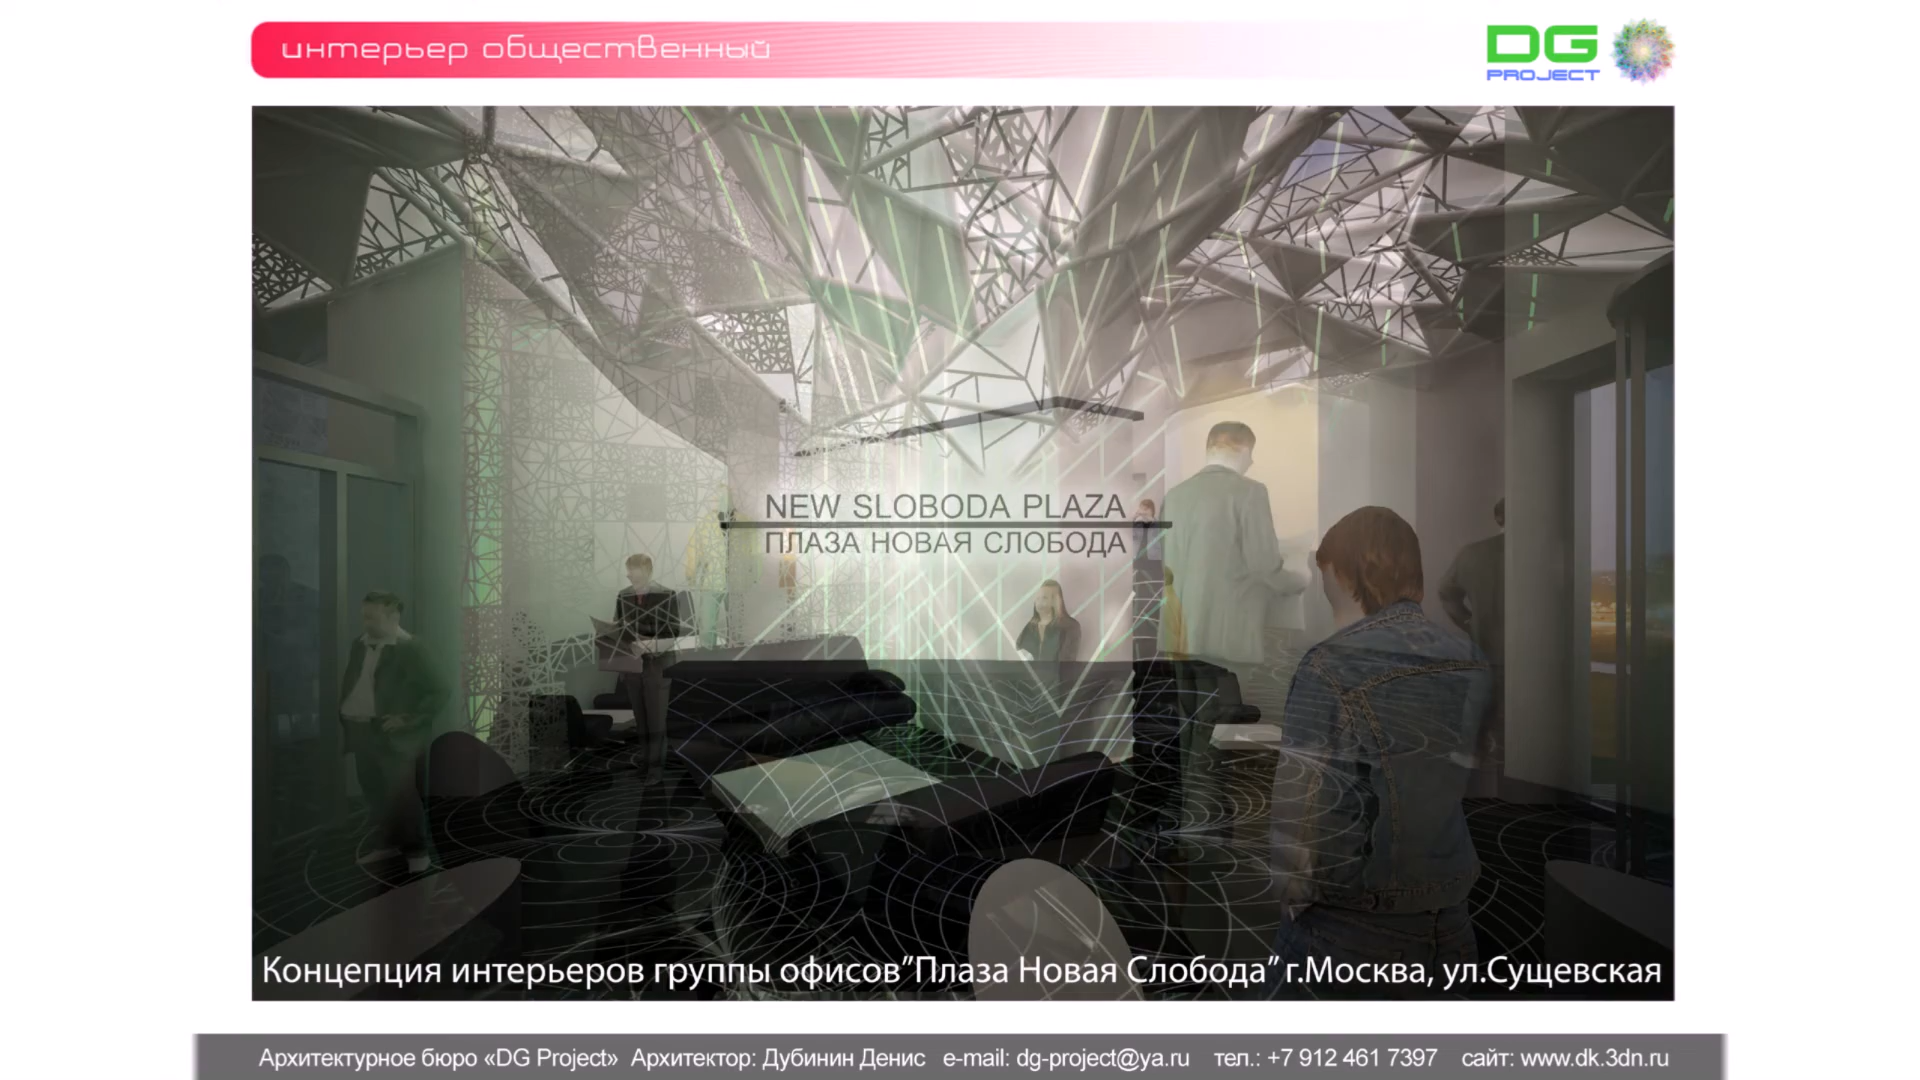 интерьер общественный
DG
PROJECT
NEW SLOBODA PLAZA
ПЛАЗА НОВАЯ СЛОБОДА
Концепция интерьеров группы офисов”Плаза Новая Слобода” г.Москва, ул.Сущевская
Архитектурное бюро «DG Project» Архитектор: Дубинин Денис e-mail: dg-project@ya.ru тел.: +7 912 461 7397 сайт: www.dk.3dn.ru